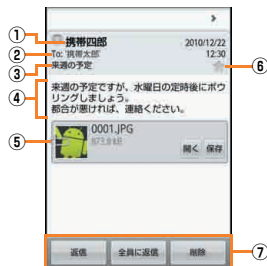 >
① 携帯四郎 2010/12/22
② To: 携帯太郎 12:30
③ 来週の予定 ⑥
④ 来週の予定ですが、水曜日の定時後にボウ
リングしましょう。
都合が悪ければ、連絡ください。
⑤ 0001.JPG
873.8 kB
開く 保存
返信 全員に返信 削除 ⑦